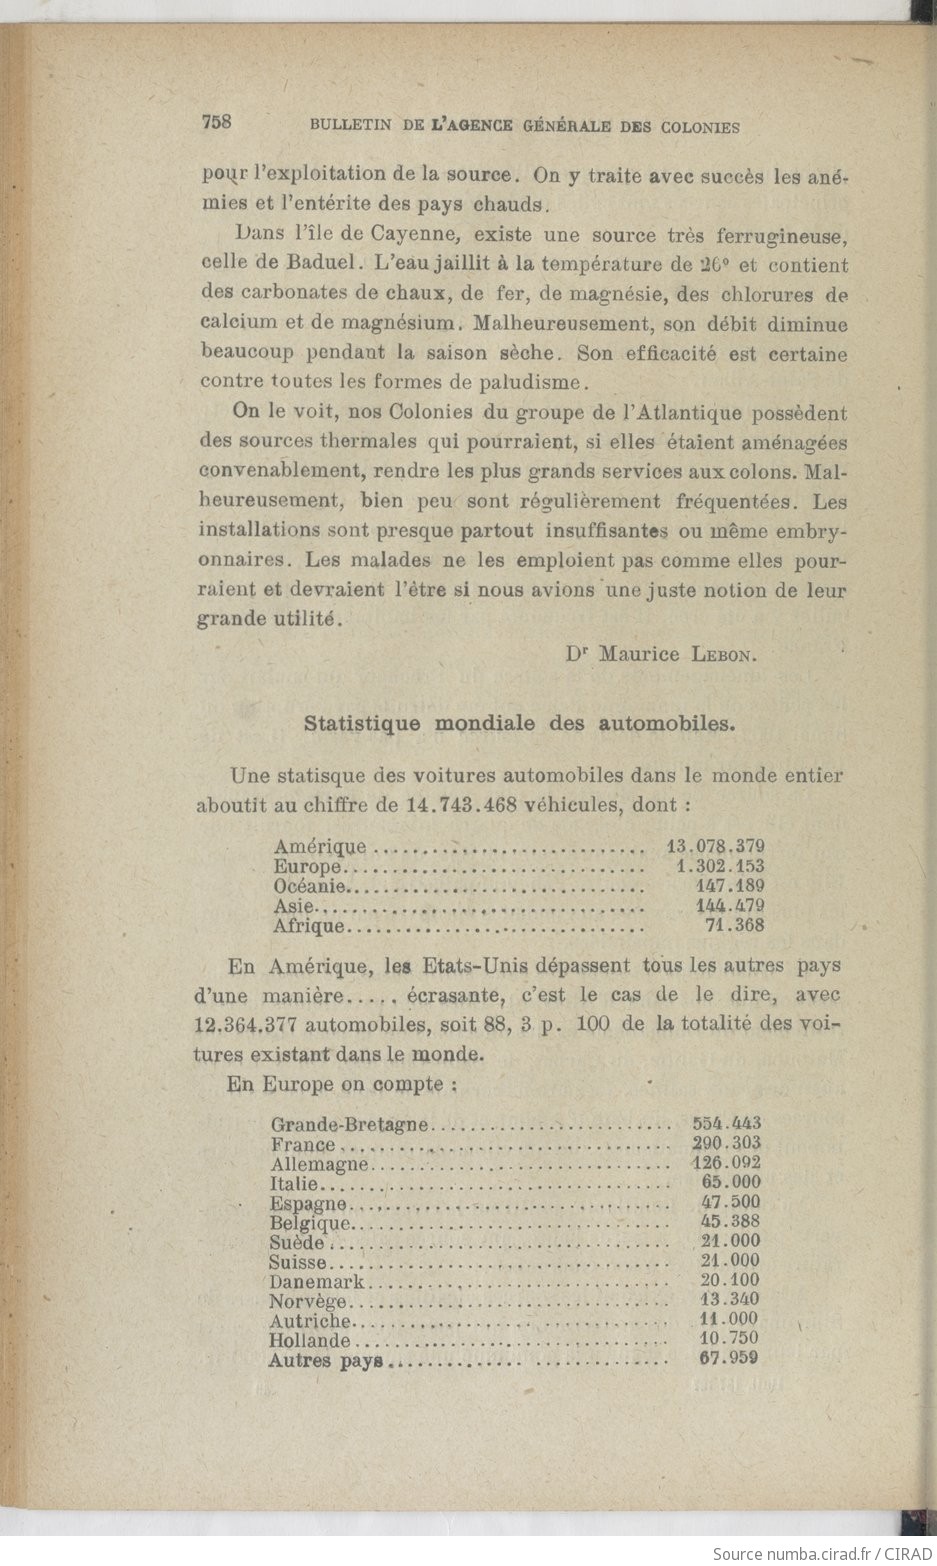 758 BULLETIN DE L'AGENCE GÉNÉRALE DES COLONIES
pour l'exploitation de la source. On y traite avec succès les ané-
mies et l'entérite des pays chauds.
Dans l'île de Cayenne, existe une source très ferrugineuse,
celle de Baduel. L'eau jaillit à la température de 26° et contient
des carbonates de chaux, de fer, de magnésie, des chlorures de
calcium et de magnésium. Malheureusement, son débit diminue
beaucoup pendant la saison sèche. Son efficacité est certaine
contre toutes les formes de paludisme.
On le voit, nos Colonies du groupe de l'Atlantique possèdent
des sources thermales qui pourraient, si elles étaient aménagées
convenablement, rendre les plus grands services aux colons. Mal-
heureusement, bien peu sont régulièrement fréquentées. Les
installations sont presque partout insuffisantes ou même embry-
onnaires. Les malades ne les emploient pas comme elles pour-
raient et devraient l'être si nous avions une juste notion de leur
grande utilité.
Dr Maurice LEBON.
Statistique mondiale des automobiles.
Une statisque des voitures automobiles dans le monde entier
aboutit au chiffre de 14.743.468 véhicules, dont :
Amérique ............................ 13.078.379
Europe............................... 1.302.153
Océanie.............................. 147.189
Asie................................. 144.479
Afrique.............................. 71.368
En Amérique, les Etats-Unis dépassent tous les autres pays
d'une manière..... écrasante, c'est le cas de le dire, avec
12.364.377 automobiles, soit 88, 3 p. 100 de la totalité des voi-
tures existant dans le monde.
En Europe on compte :
Grande-Bretagne......................... 554.443
France .................................. 290.303
Allemagne............................... 126.092
Italie.................................... 65.000
Espagne................................. 47.500
Belgique................................. 45.388
Suède ................................... 21.000
Suisse................................... 21.000
Danemark............................... 20.100
Norvège................................. 13.340
Autriche................................. 11.000
Hollande ................................ 10.750
Autres pays............................. 67.959
Source numba.cirad.fr / CIRAD